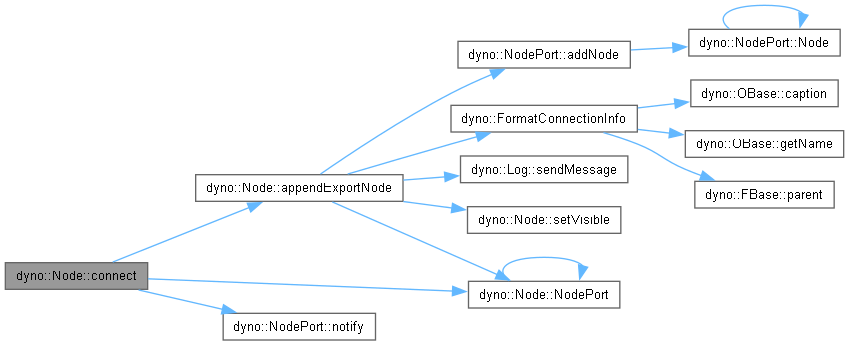 dyno::NodePort::addNode
dyno::NodePort::Node
dyno::OBase::caption
dyno::FormatConnectionInfo
dyno::OBase::getName
dyno::Log::sendMessage
dyno::Node::appendExportNode
dyno::FBase::parent
dyno::Node::setVisible
dyno::Node::connect
dyno::Node::NodePort
dyno::NodePort::notify